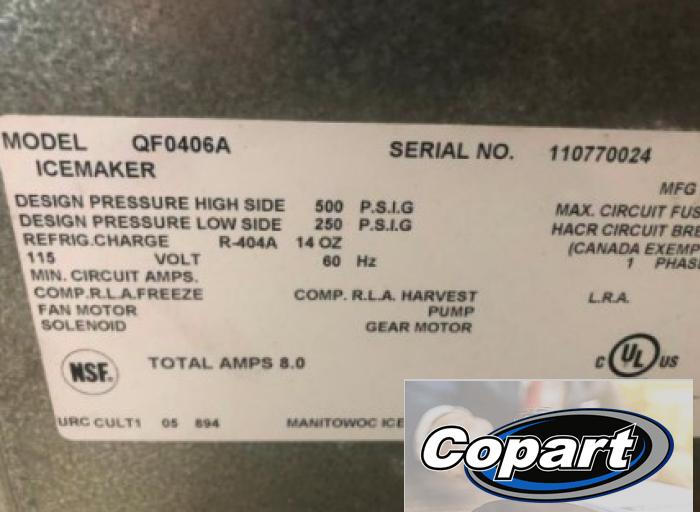 MODEL QF0406A SERIAL NO. 110770024
ICEMAKER
MFG
DESIGN PRESSURE HIGH SIDE 500 P.S.I.G MAX. CIRCUIT FUS
DESIGN PRESSURE LOW SIDE 250 P.S.I.G HACR CIRCUIT BRE
REFRIG.CHARGE R-404A 14 OZ (CANADA EXEMP
115 VOLT 60 Hz 1 PHAS
MIN. CIRCUIT AMPS.
COMP.R.L.A.FREEZE COMP. R.L.A. HARVEST L.R.A.
FAN MOTOR PUMP
SOLENOID GEAR MOTOR
NSF. TOTAL AMPS 8.0 C UL US
URC CULT1 05 894 MANITOWOC ICE
Copart